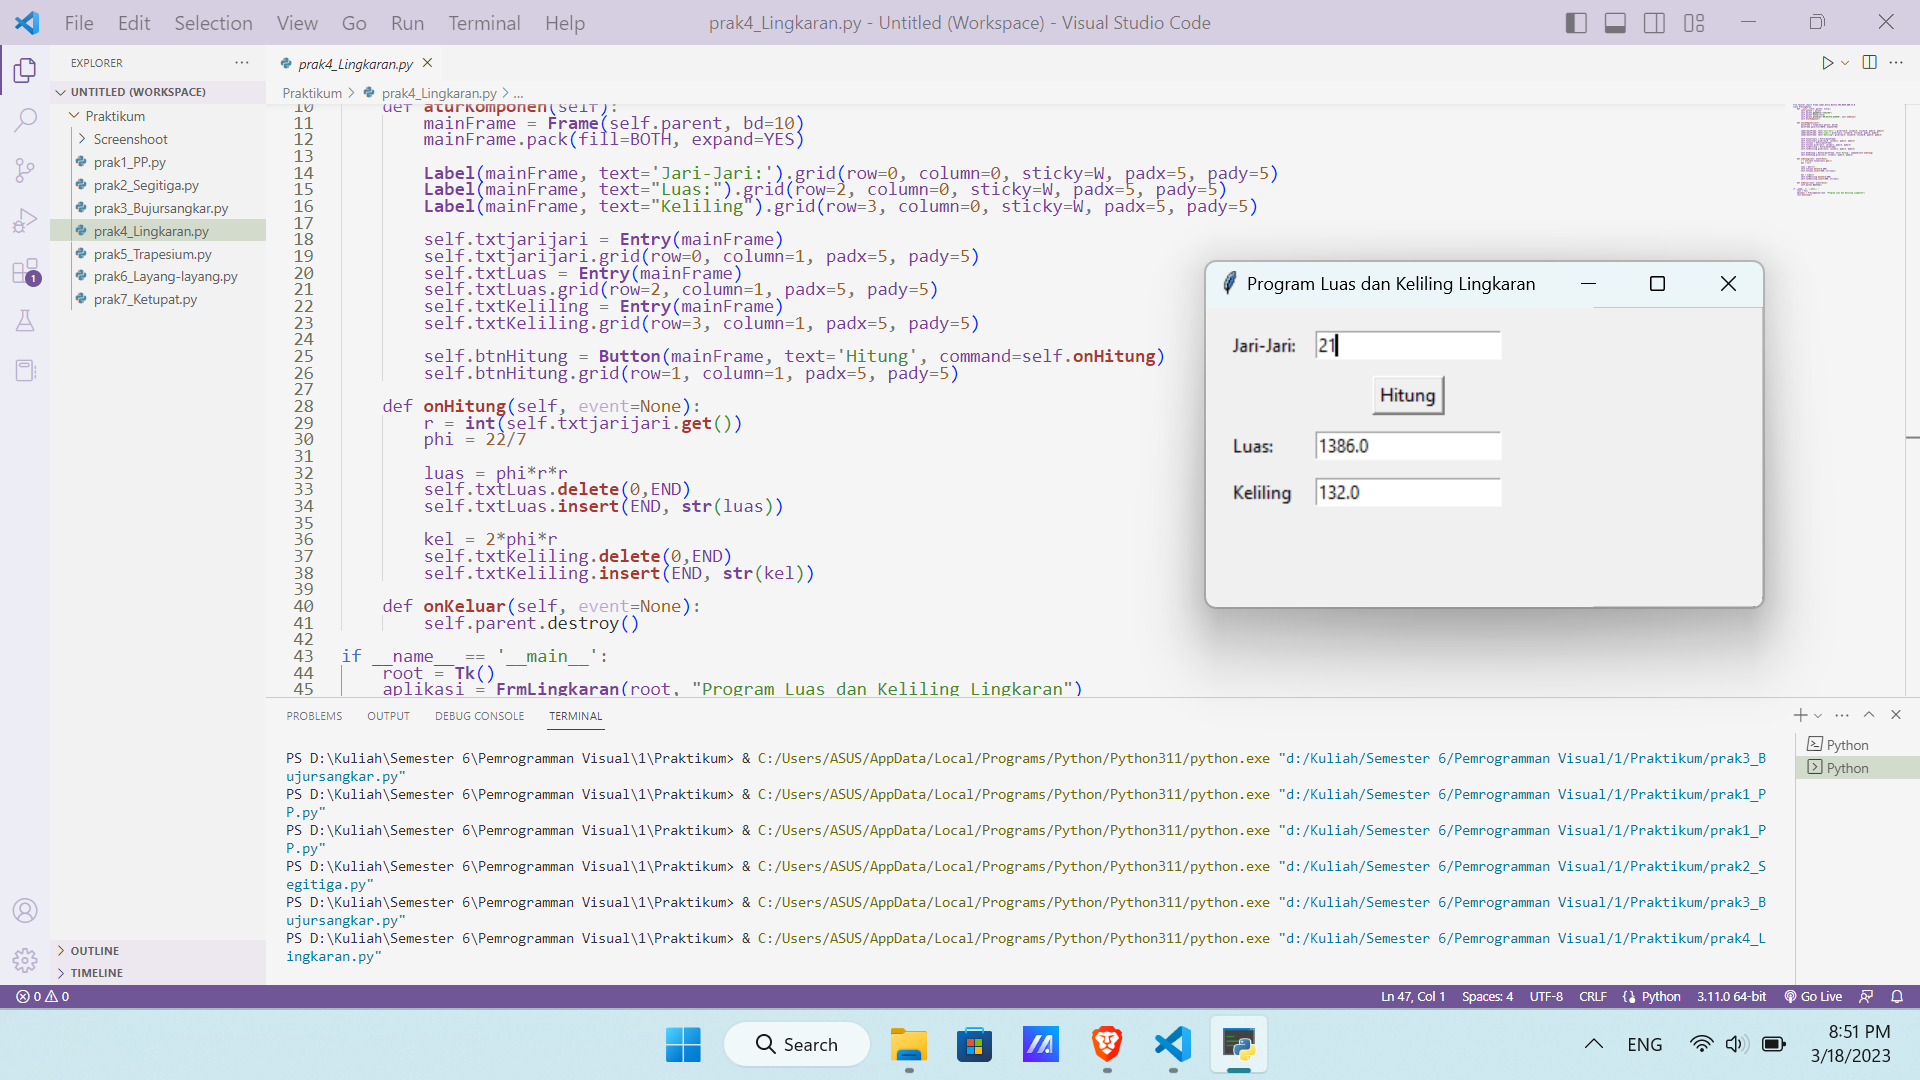 File Edit Selection View Go Run Terminal Help
prak4_Lingkaran.py - Untitled (Workspace) - Visual Studio Code
EXPLORER
UNTITLED (WORKSPACE)
Praktikum
Screenshoot
prak1_PP.py
prak2_Segitiga.py
prak3_Bujursangkar.py
prak4_Lingkaran.py
prak5_Trapesium.py
prak6_Layang-layang.py
prak7_Ketupat.py
1
OUTLINE
TIMELINE
prak4_Lingkaran.py
Praktikum > prak4_Lingkaran.py > ...
10 def aturKomponen(self):
11 mainFrame = Frame(self.parent, bd=10)
12 mainFrame.pack(fill=BOTH, expand=YES)
13
14 Label(mainFrame, text='Jari-Jari:').grid(row=0, column=0, sticky=W, padx=5, pady=5)
15 Label(mainFrame, text="Luas:").grid(row=2, column=0, sticky=W, padx=5, pady=5)
16 Label(mainFrame, text="Keliling").grid(row=3, column=0, sticky=W, padx=5, pady=5)
17
18 self.txtjarijari = Entry(mainFrame)
19 self.txtjarijari.grid(row=0, column=1, padx=5, pady=5)
20 self.txtLuas = Entry(mainFrame)
21 self.txtLuas.grid(row=2, column=1, padx=5, pady=5)
22 self.txtKeliling = Entry(mainFrame)
23 self.txtKeliling.grid(row=3, column=1, padx=5, pady=5)
24
25 self.btnHitung = Button(mainFrame, text='Hitung', command=self.onHitung)
26 self.btnHitung.grid(row=1, column=1, padx=5, pady=5)
27
28 def onHitung(self, event=None):
29 r = int(self.txtjarijari.get())
30 phi = 22/7
31
32 luas = phi*r*r
33 self.txtLuas.delete(0,END)
34 self.txtLuas.insert(END, str(luas))
35
36 kel = 2*phi*r
37 self.txtKeliling.delete(0,END)
38 self.txtKeliling.insert(END, str(kel))
39
40 def onKeluar(self, event=None):
41 self.parent.destroy()
42
43 if __name__ == '__main__':
44 root = Tk()
45 aplikasi = FrmLingkaran(root, "Program Luas dan Keliling Lingkaran")
Program Luas dan Keliling Lingkaran
Jari-Jari: 21
Hitung
Luas: 1386.0
Keliling 132.0
PROBLEMS OUTPUT DEBUG CONSOLE TERMINAL
PS D:\Kuliah\Semester 6\Pemrogramman Visual\1\Praktikum> & C:/Users/ASUS/AppData/Local/Programs/Python/Python311/python.exe "d:/Kuliah/Semester 6/Pemrogramman Visual/1/Praktikum/prak3_B
ujursangkar.py"
PS D:\Kuliah\Semester 6\Pemrogramman Visual\1\Praktikum> & C:/Users/ASUS/AppData/Local/Programs/Python/Python311/python.exe "d:/Kuliah/Semester 6/Pemrogramman Visual/1/Praktikum/prak1_P
P.py"
PS D:\Kuliah\Semester 6\Pemrogramman Visual\1\Praktikum> & C:/Users/ASUS/AppData/Local/Programs/Python/Python311/python.exe "d:/Kuliah/Semester 6/Pemrogramman Visual/1/Praktikum/prak1_P
P.py"
PS D:\Kuliah\Semester 6\Pemrogramman Visual\1\Praktikum> & C:/Users/ASUS/AppData/Local/Programs/Python/Python311/python.exe "d:/Kuliah/Semester 6/Pemrogramman Visual/1/Praktikum/prak2_S
egitiga.py"
PS D:\Kuliah\Semester 6\Pemrogramman Visual\1\Praktikum> & C:/Users/ASUS/AppData/Local/Programs/Python/Python311/python.exe "d:/Kuliah/Semester 6/Pemrogramman Visual/1/Praktikum/prak3_B
ujursangkar.py"
PS D:\Kuliah\Semester 6\Pemrogramman Visual\1\Praktikum> & C:/Users/ASUS/AppData/Local/Programs/Python/Python311/python.exe "d:/Kuliah/Semester 6/Pemrogramman Visual/1/Praktikum/prak4_L
ingkaran.py"
Python
Python
0 0
Ln 47, Col 1 Spaces: 4 UTF-8 CRLF Python 3.11.0 64-bit Go Live
Search
ENG
8:51 PM
3/18/2023